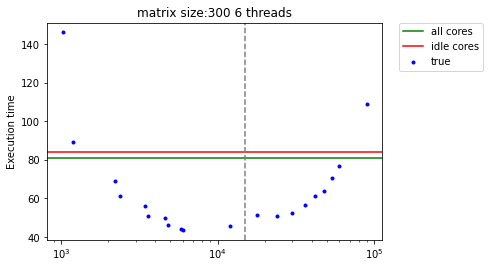 matrix size:300 6 threads
all cores
idle cores
true
Execution time
140
120
100
80
60
40
10³
10⁴
10⁵